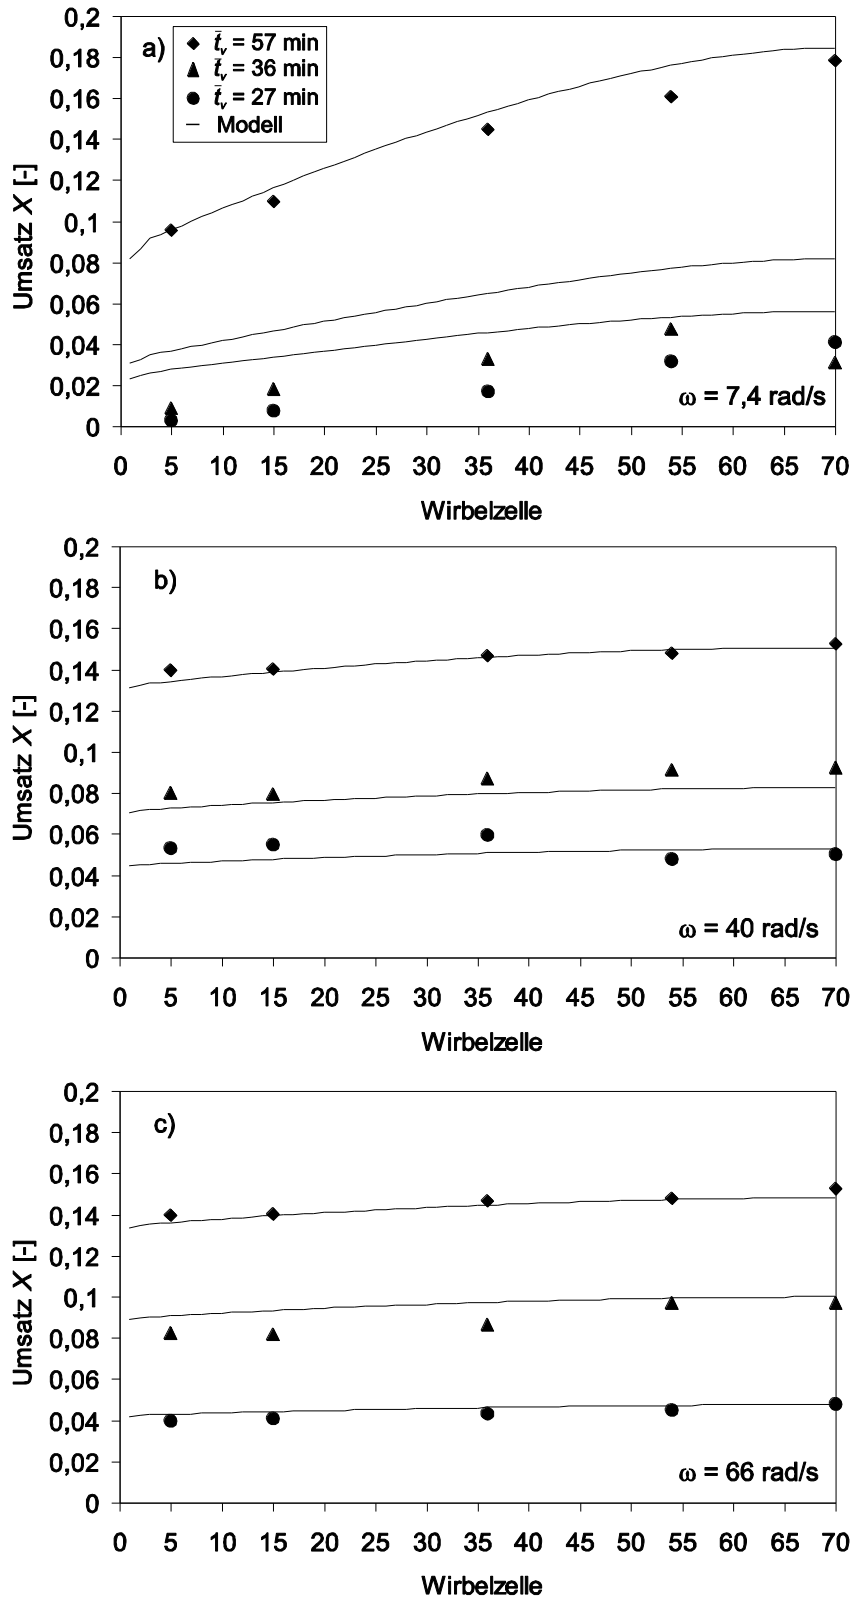 0,2
0,18
0,16
0,14
0,12
0,1
0,08
0,06
0,04
0,02
0
Umsatz X [-]
a)
t̄ᵥ = 57 min
t̄ᵥ = 36 min
t̄ᵥ = 27 min
Modell
ω = 7,4 rad/s
0 5 10 15 20 25 30 35 40 45 50 55 60 65 70
Wirbelzelle
0,2
0,18
0,16
0,14
0,12
0,1
0,08
0,06
0,04
0,02
0
Umsatz X [-]
b)
ω = 40 rad/s
0 5 10 15 20 25 30 35 40 45 50 55 60 65 70
Wirbelzelle
0,2
0,18
0,16
0,14
0,12
0,1
0,08
0,06
0,04
0,02
0
Umsatz X [-]
c)
ω = 66 rad/s
0 5 10 15 20 25 30 35 40 45 50 55 60 65 70
Wirbelzelle